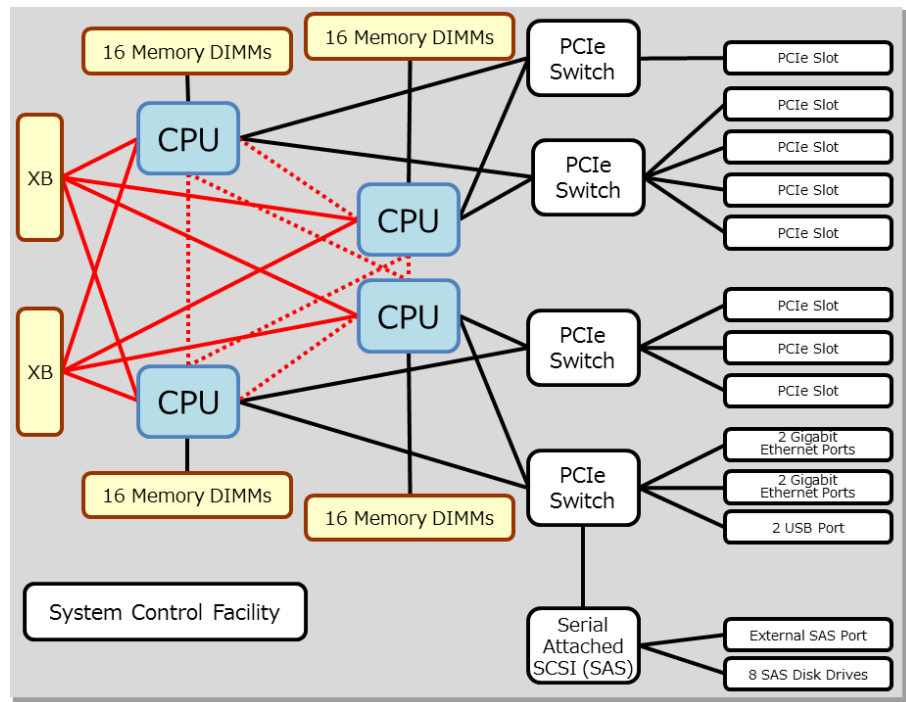 16 Memory DIMMs
16 Memory DIMMs
PCIe
Switch
PCIe Slot
PCIe Slot
CPU
PCIe Slot
XB
PCIe
Switch
PCIe Slot
CPU
PCIe Slot
PCIe Slot
CPU
PCIe
Switch
PCIe Slot
XB
PCIe Slot
CPU
2 Gigabit
Ethernet Ports
16 Memory DIMMs
PCIe
Switch
2 Gigabit
Ethernet Ports
16 Memory DIMMs
2 USB Port
System Control Facility
Serial
Attached
SCSI (SAS)
External SAS Port
8 SAS Disk Drives